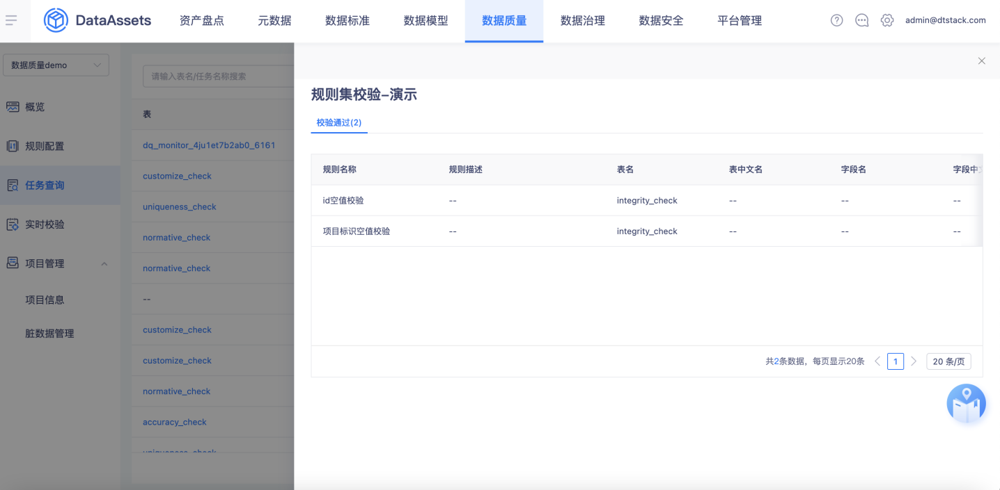 DataAssets 资产盘点 元数据 数据标准 数据模型 数据质量 数据治理 数据安全 平台管理 admin@dtstack.com
数据质量demo
概览
规则配置
任务查询
实时校验
项目管理
项目信息
脏数据管理
请输入表名/任务名称搜索
表
dq_monitor_4ju1et7b2ab0_6161
customize_check
uniqueness_check
normative_check
normative_check
--
customize_check
customize_check
normative_check
accuracy_check
uniqueness_check
规则集校验–演示
校验通过(2)
规则名称 规则描述 表名 表中文名 字段名 字段中文
id空值校验 -- integrity_check -- -- --
项目标识空值校验 -- integrity_check -- -- --
共2条数据，每页显示20条 1 20 条/页